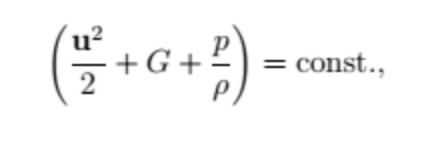 (u²/2 + G + p/ρ) = const.,